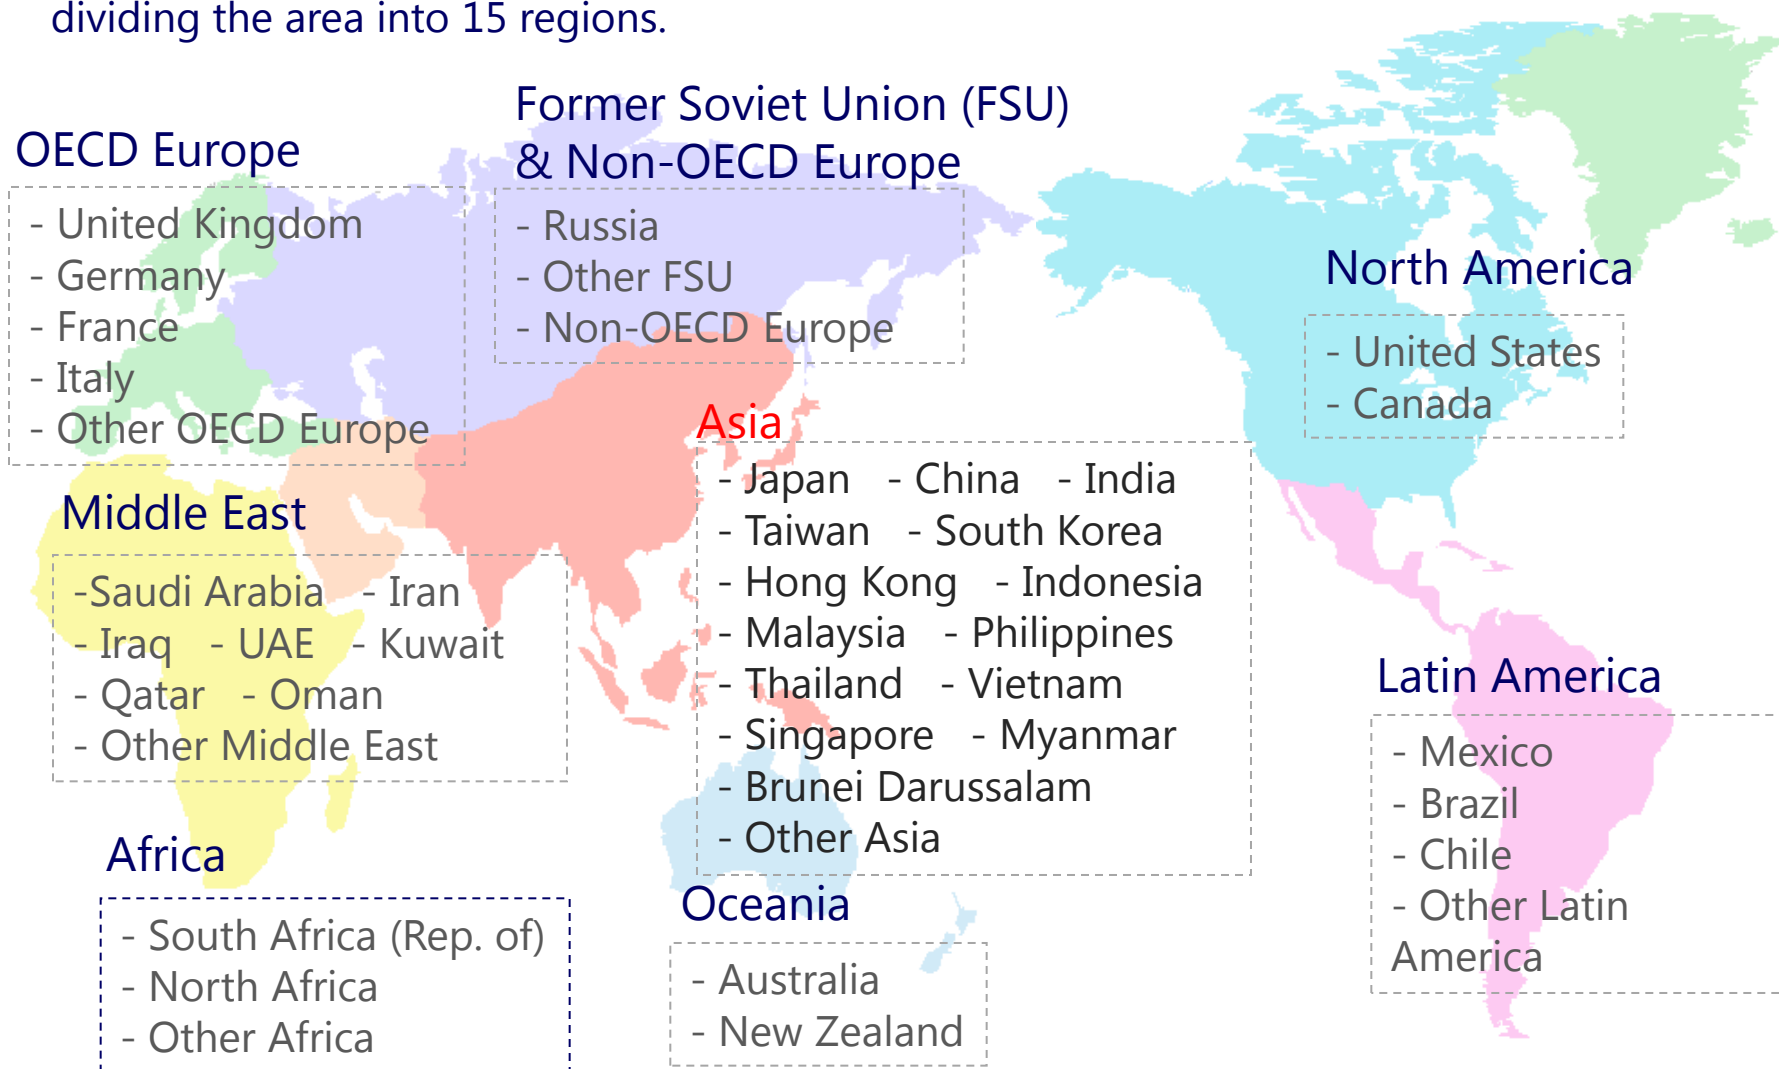 dividing the area into 15 regions.
Former Soviet Union (FSU)
& Non-OECD Europe
- Russia
- Other FSU
- Non-OECD Europe
OECD Europe
- United Kingdom
- Germany
- France
- Italy
- Other OECD Europe
North America
- United States
- Canada
Asia
- Japan - China - India
- Taiwan - South Korea
- Hong Kong - Indonesia
- Malaysia - Philippines
- Thailand - Vietnam
- Singapore - Myanmar
- Brunei Darussalam
- Other Asia
Middle East
-Saudi Arabia - Iran
- Iraq - UAE - Kuwait
- Qatar - Oman
- Other Middle East
Latin America
- Mexico
- Brazil
- Chile
- Other Latin
America
Africa
- South Africa (Rep. of)
- North Africa
- Other Africa
Oceania
- Australia
- New Zealand